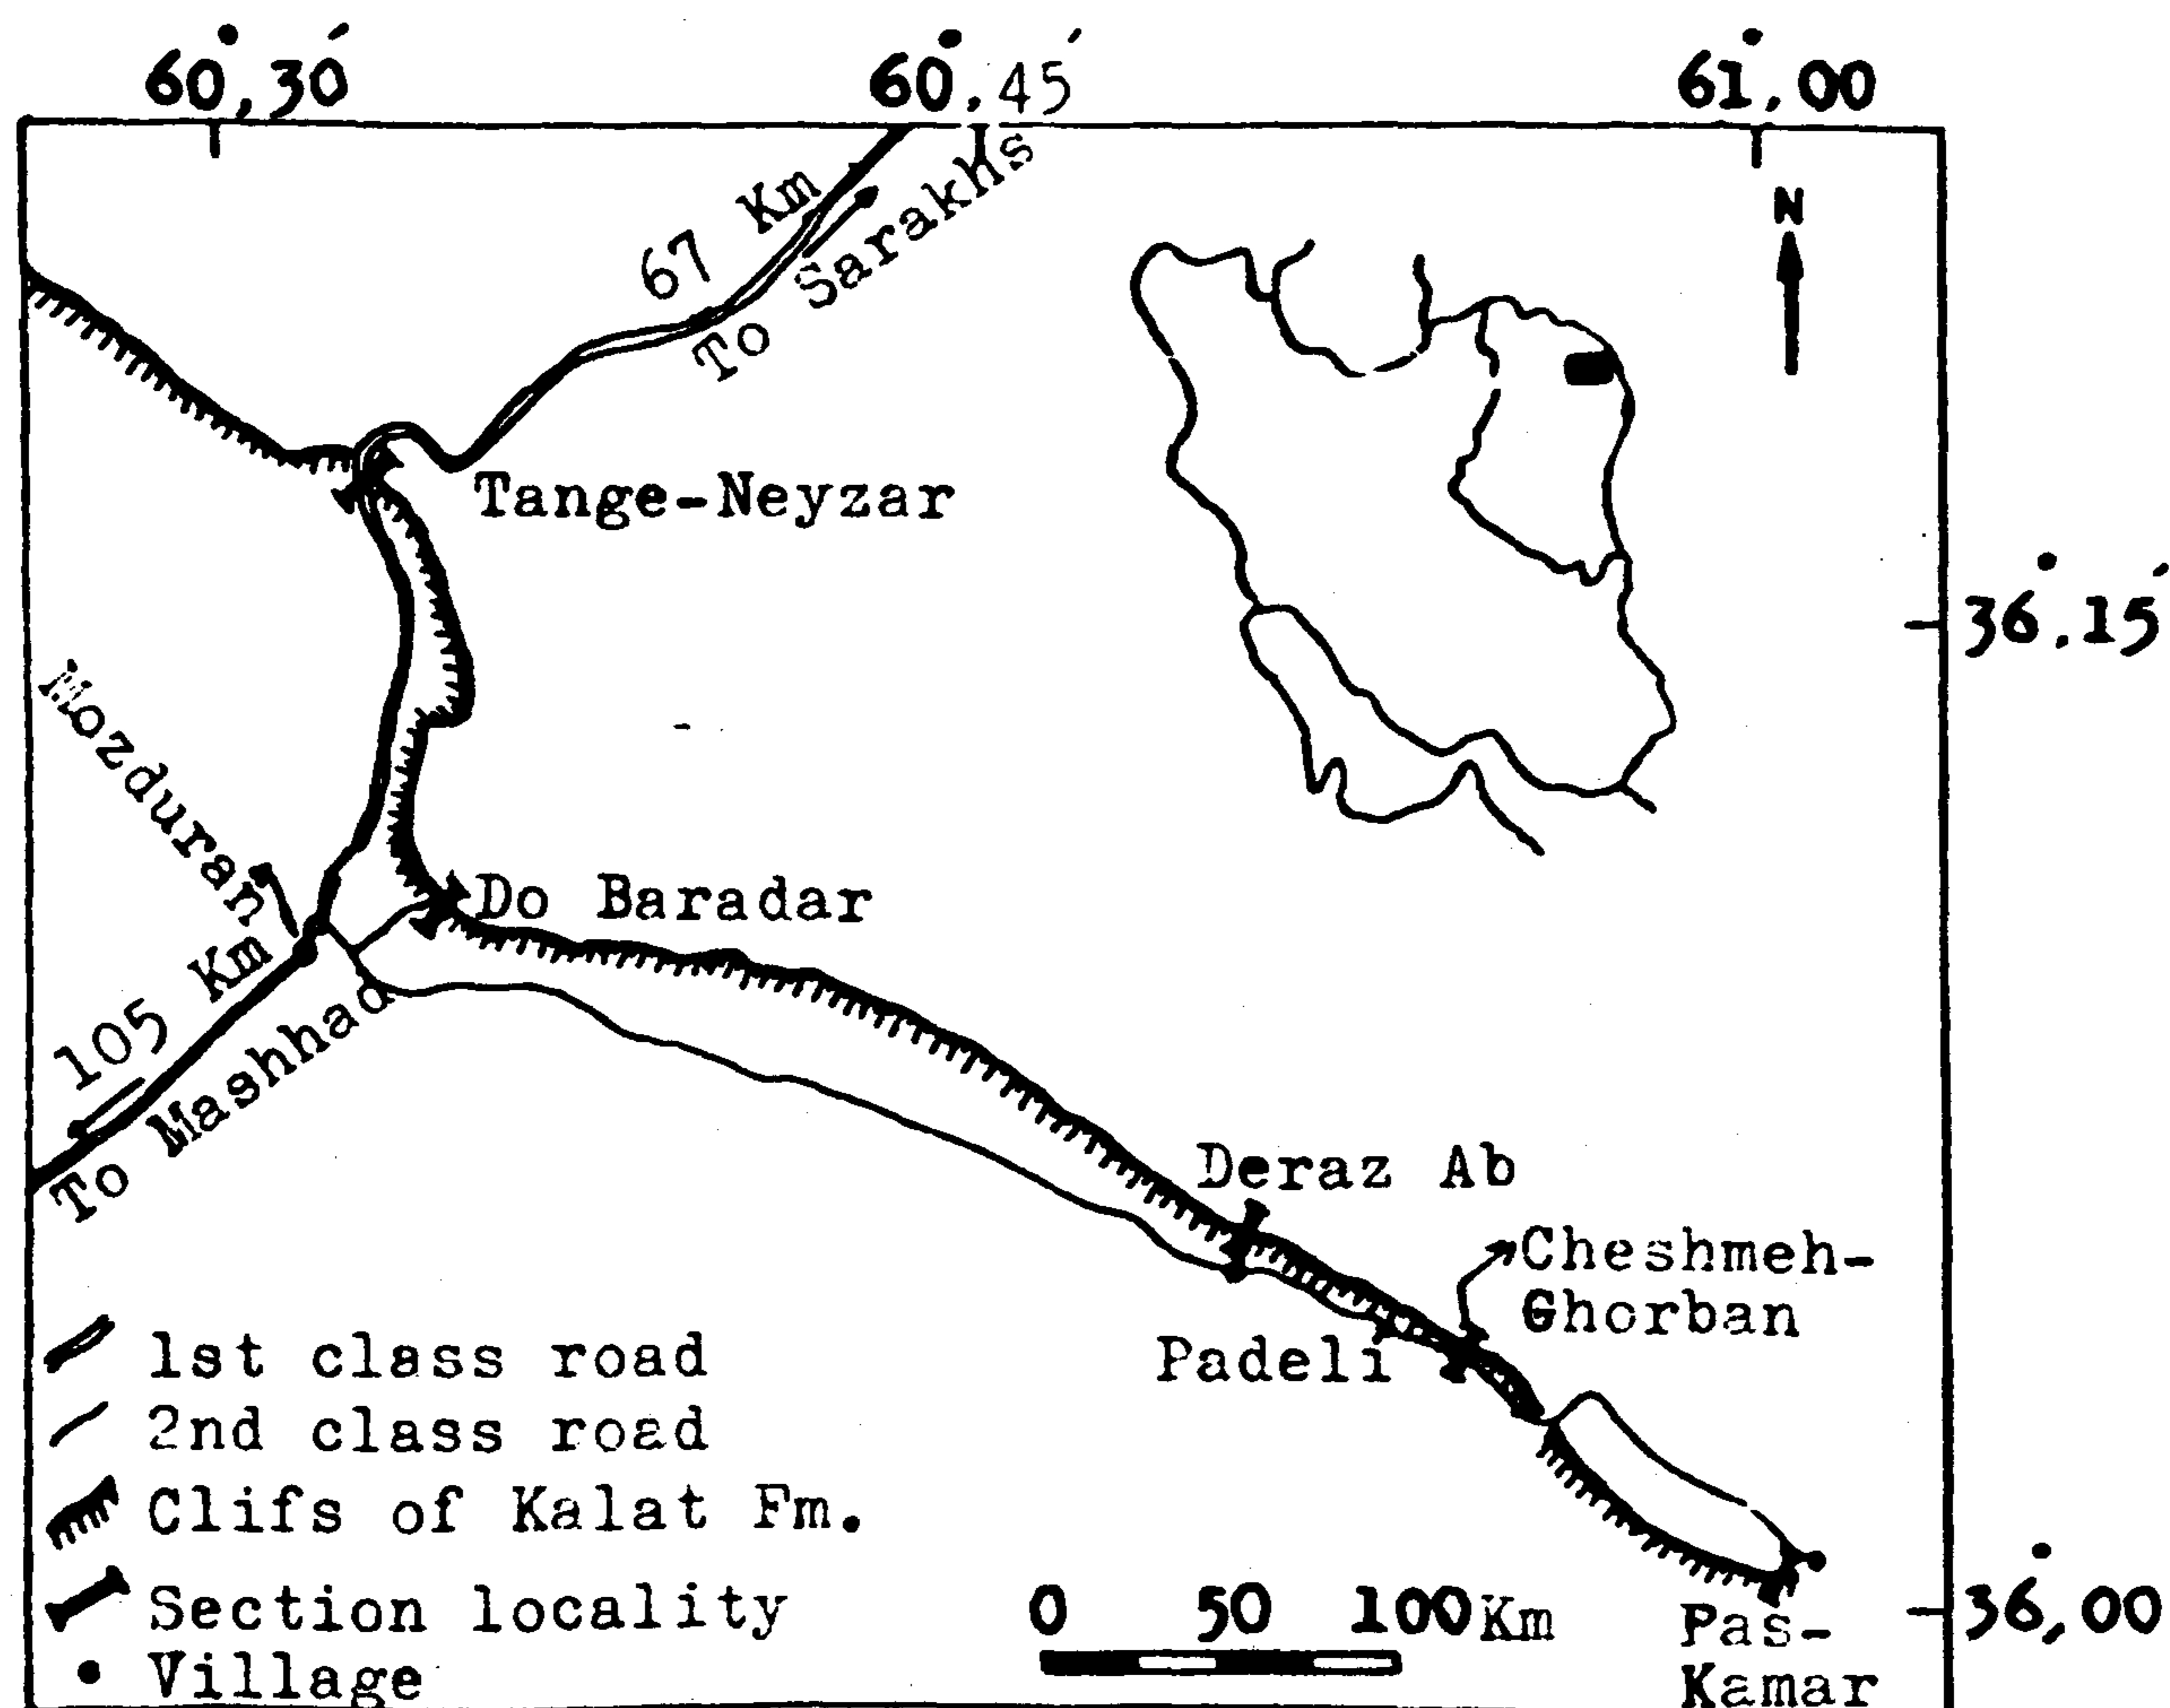 60°,30′
60°.45′
61°,00
67 Km
To Sarakhs
N
Tange-Neyzar
36°.15′
Mozduran
Do Baradar
105 Km
To Mashhad
Deraz Ab
Cheshmeh-
Ghorban
Padeli
1st class road
2nd class road
Clifs of Kalat Fm.
Section locality
Village
0 50 100 Km
36°,00
Pas-
Kamar